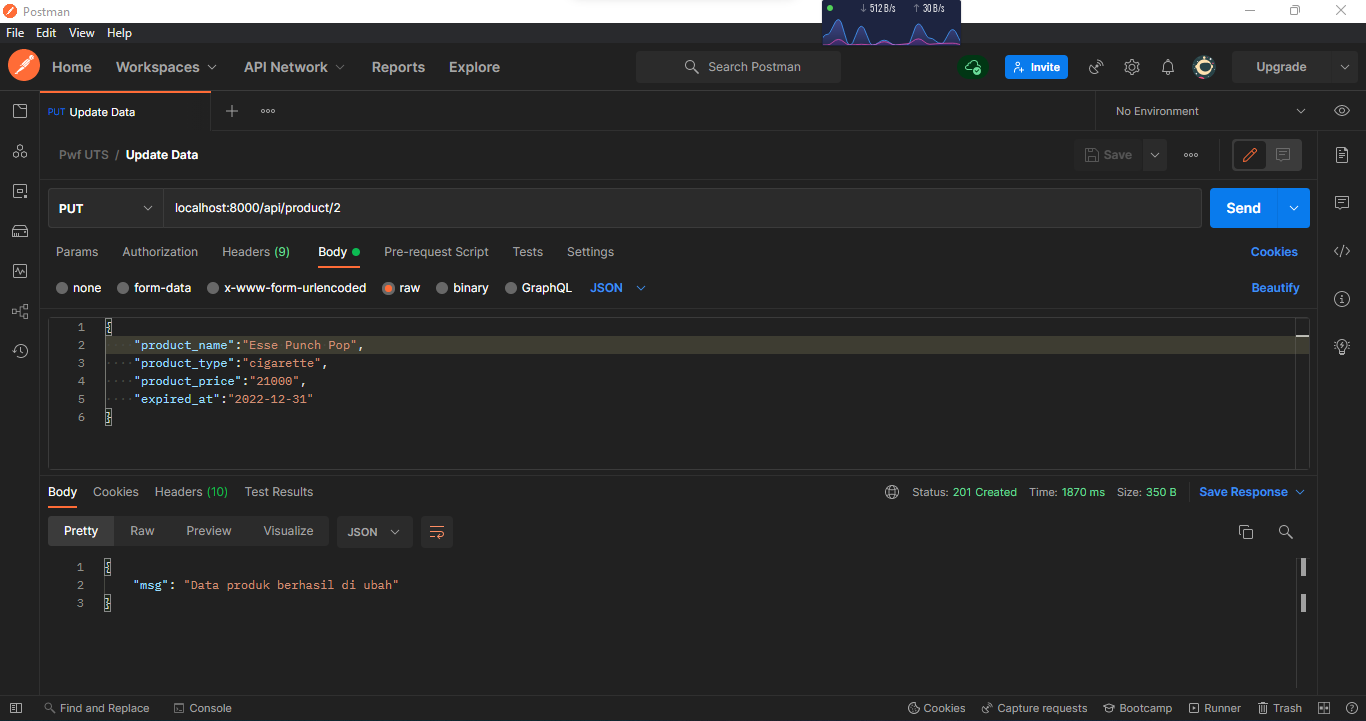 Postman
↓ 512 B/s ↑ 30 B/s
File Edit View Help
Home Workspaces API Network Reports Explore Search Postman Invite Upgrade
PUT Update Data No Environment
Pwf UTS / Update Data Save
PUT localhost:8000/api/product/2 Send
Params Authorization Headers (9) Body Pre-request Script Tests Settings Cookies
none form-data x-www-form-urlencoded raw binary GraphQL JSON Beautify
1 {
2 "product_name":"Esse Punch Pop",
3 "product_type":"cigarette",
4 "product_price":"21000",
5 "expired_at":"2022-12-31"
6 }
Body Cookies Headers (10) Test Results Status: 201 Created Time: 1870 ms Size: 350 B Save Response
Pretty Raw Preview Visualize JSON
1 {
2 "msg": "Data produk berhasil di ubah"
3 }
Find and Replace Console Cookies Capture requests Bootcamp Runner Trash